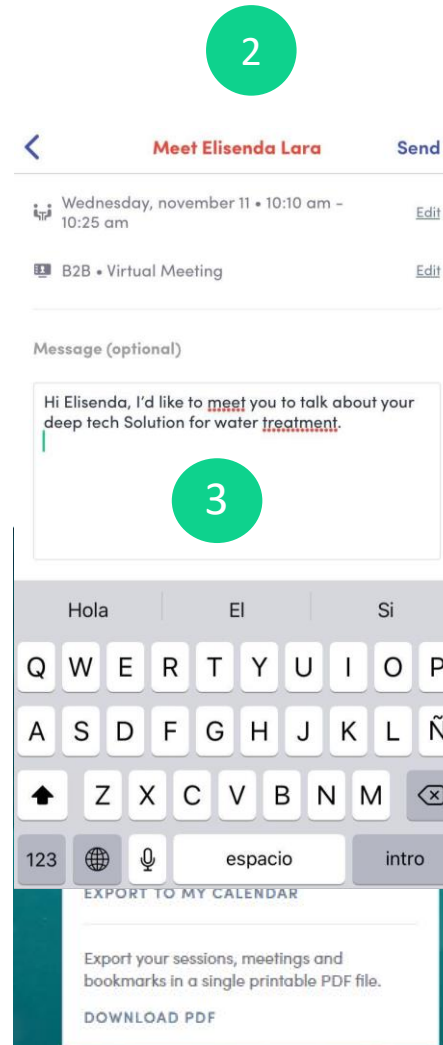 2
Meet Elisenda Lara Send
Wednesday, november 11 • 10:10 am -
10:25 am
Edit
B2B • Virtual Meeting Edit
Message (optional)
Hi Elisenda, I'd like to meet you to talk about your
deep tech Solution for water treatment.
3
Hola El Si
Q W E R T Y U I O P
A S D F G H J K L Ñ
Z X C V B N M
123 espacio intro
EXPORT TO MY CALENDAR
Export your sessions, meetings and
bookmarks in a single printable PDF file.
DOWNLOAD PDF